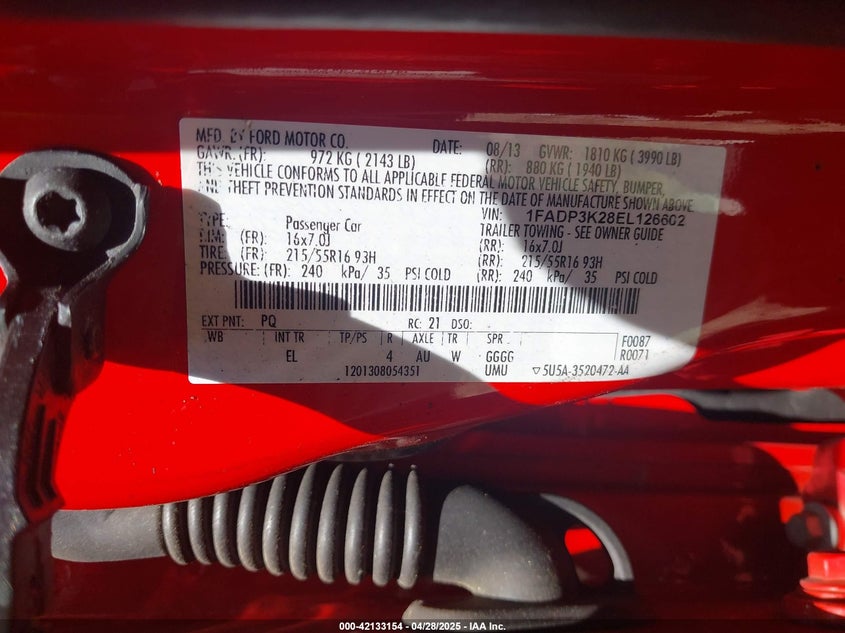 MFD. BY FORD MOTOR CO. DATE: 08/13 GVWR: 1810 KG ( 3990 LB)
GAWR: (FR): 972 KG ( 2143 LB) (RR): 880 KG ( 1940 LB)
THIS VEHICLE CONFORMS TO ALL APPLICABLE FEDERAL MOTOR VEHICLE SAFETY, BUMPER,
AND THEFT PREVENTION STANDARDS IN EFFECT ON THE DATE OF MANUFACTURE SHOWN ABOVE.
VIN: 1FADP3K28EL126602
TYPE: Passenger Car TRAILER TOWING - SEE OWNER GUIDE
RIM: (FR): 16x7.0J (RR): 16x7.0J
TIRE: (FR): 215/55R16 93H (RR): 215/55R16 93H
PRESSURE: (FR): 240 kPa/ 35 PSI COLD (RR): 240 kPa/ 35 PSI COLD
EXT PNT: PQ RC: 21 DSO:
WB INT TR TP/PS R AXLE TR SPR F0087
EL 4 AU W GGGG R0071
1201308054351 UMU ▽5U5A-3520472-AA
000-42133154 04/28/2025 - IAA Inc.